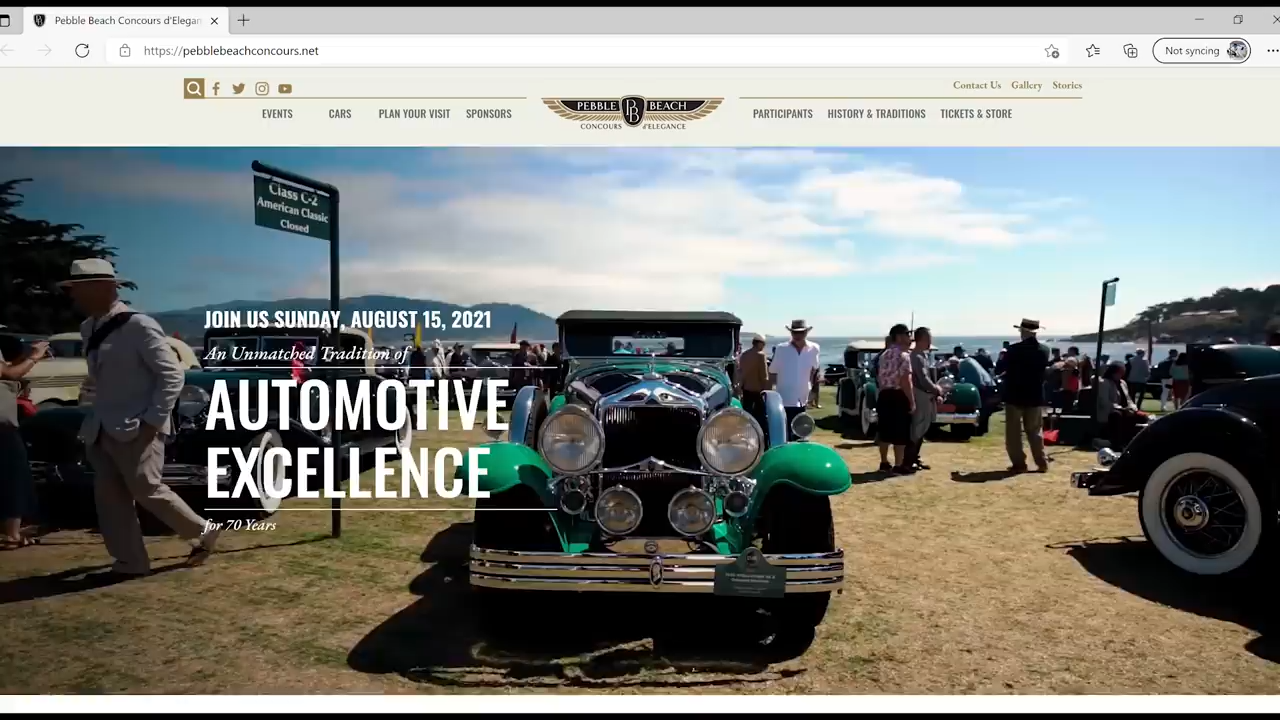 Pebble Beach Concours d'Elegan
https://pebblebeachconcours.net
Not syncing
Contact Us Gallery Stories
EVENTS CARS PLAN YOUR VISIT SPONSORS
PEBBLE PB BEACH
CONCOURS d'ELEGANCE
PARTICIPANTS HISTORY & TRADITIONS TICKETS & STORE
Class C-2
American Classic
Closed
JOIN US SUNDAY, AUGUST 15, 2021
An Unmatched Tradition of
AUTOMOTIVE
EXCELLENCE
for 70 Years